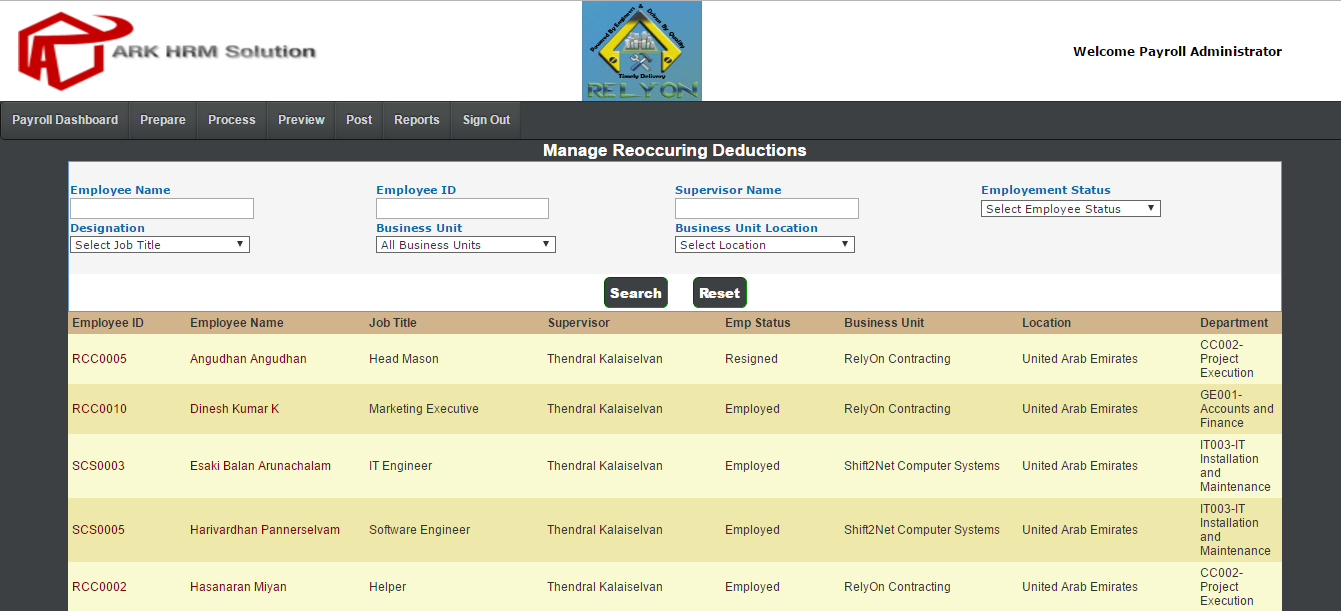 ARK HRM Solution
Powered By Engineers & Driven By Quality
Timely Delivery
RELYON
Welcome Payroll Administrator
Payroll Dashboard Prepare Process Preview Post Reports Sign Out
Manage Reoccuring Deductions
Employee Name Employee ID Supervisor Name Employement Status
Select Employee Status
Designation Business Unit Business Unit Location
Select Job Title All Business Units Select Location
Search Reset
Employee ID Employee Name Job Title Supervisor Emp Status Business Unit Location Department
RCC0005 Angudhan Angudhan Head Mason Thendral Kalaiselvan Resigned RelyOn Contracting United Arab Emirates CC002-
Project
Execution
RCC0010 Dinesh Kumar K Marketing Executive Thendral Kalaiselvan Employed RelyOn Contracting United Arab Emirates GE001-
Accounts and
Finance
SCS0003 Esaki Balan Arunachalam IT Engineer Thendral Kalaiselvan Employed Shift2Net Computer Systems United Arab Emirates IT003-IT
Installation
and
Maintenance
SCS0005 Harivardhan Pannerselvam Software Engineer Thendral Kalaiselvan Employed Shift2Net Computer Systems United Arab Emirates IT003-IT
Installation
and
Maintenance
RCC0002 Hasanaran Miyan Helper Thendral Kalaiselvan Employed RelyOn Contracting United Arab Emirates CC002-
Project
Execution